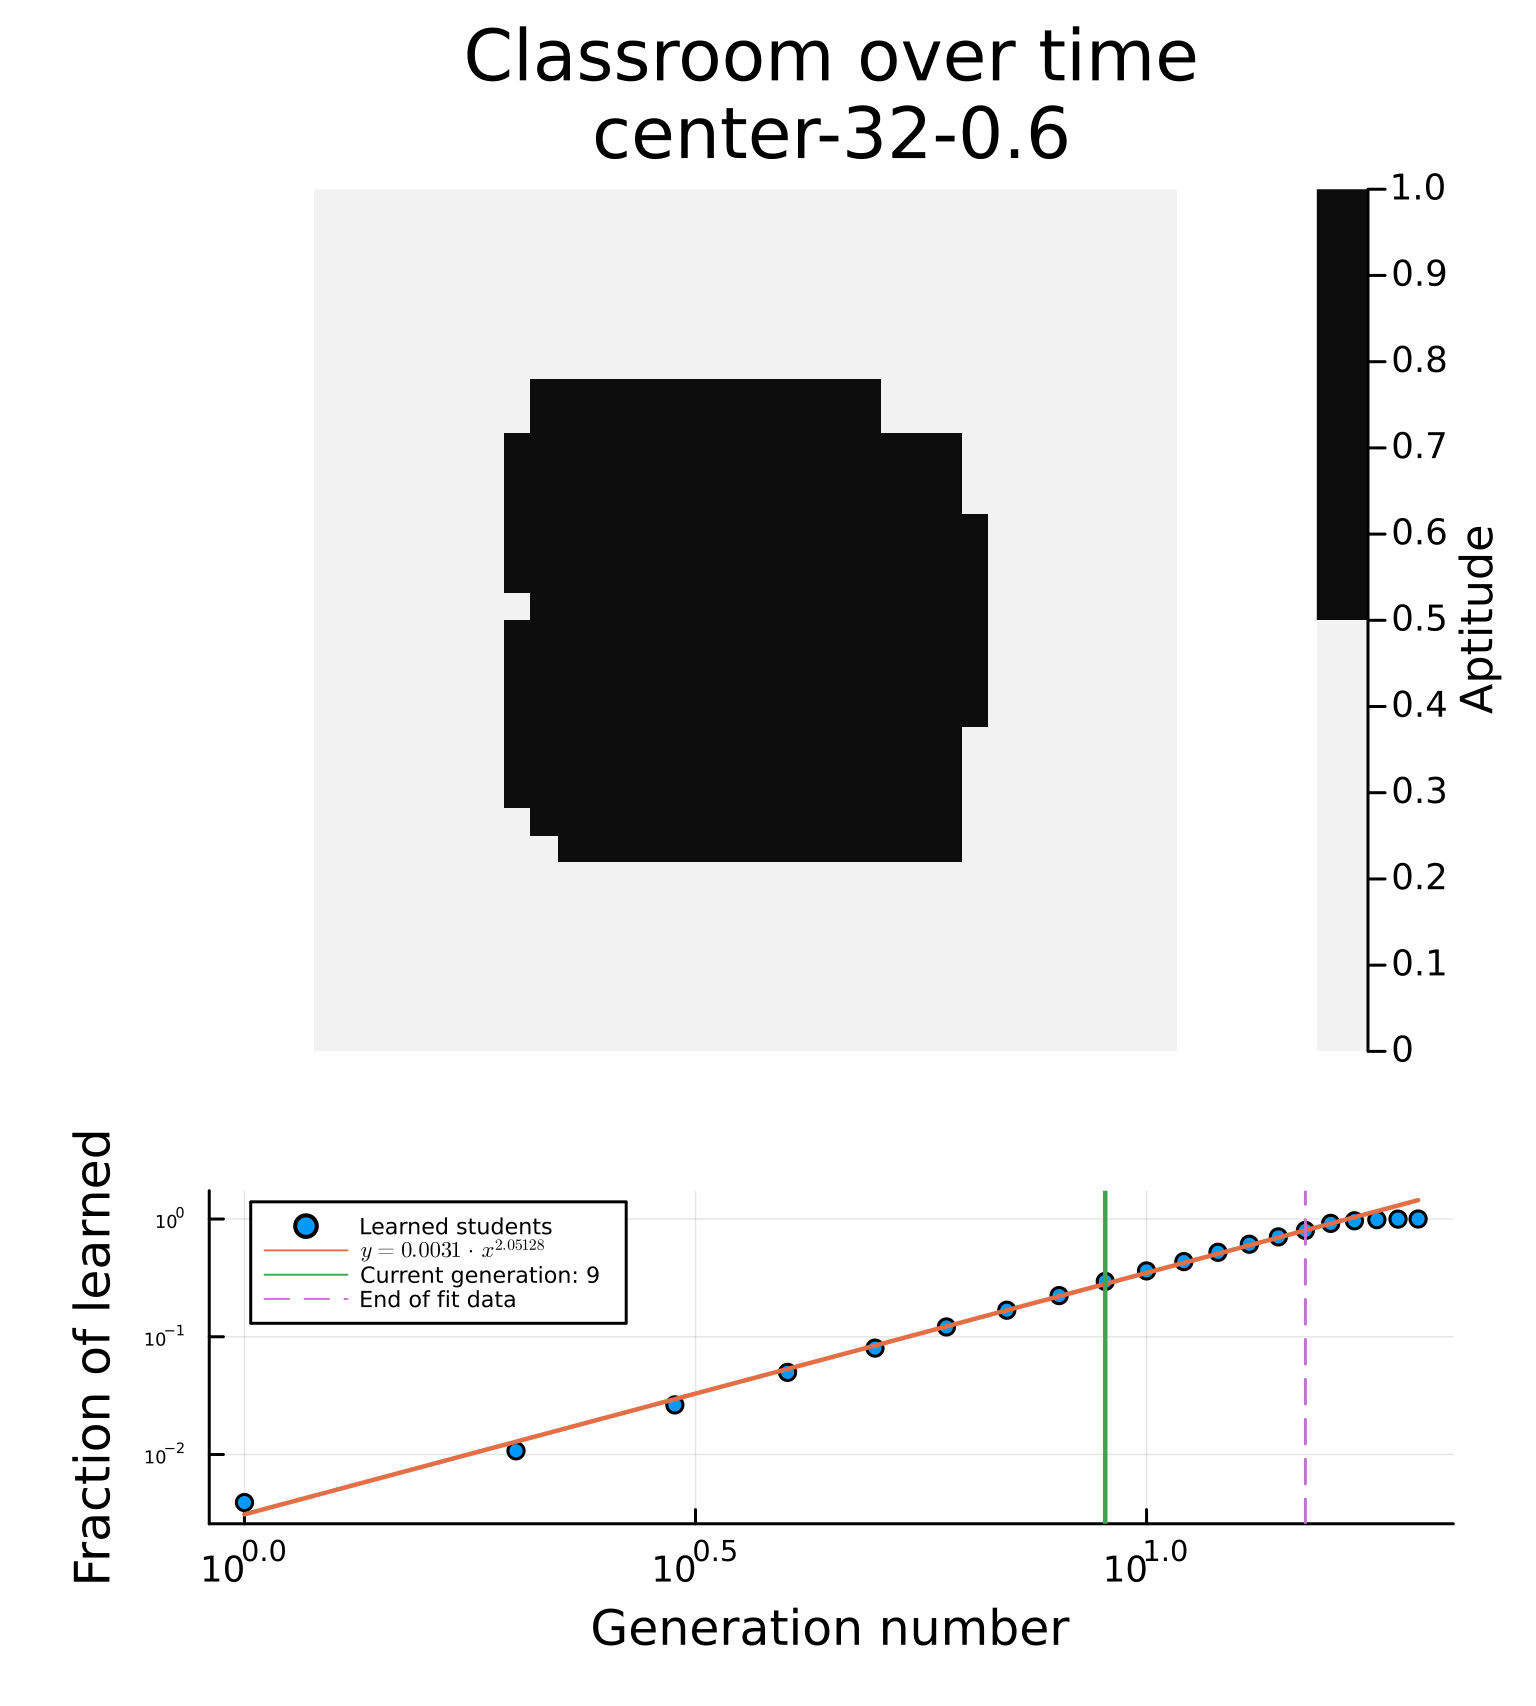 Classroom over time
center-32-0.6
1.0
0.9
0.8
0.7
0.6
0.5
0.4
0.3
0.2
0.1
0
Aptitude
Fraction of learned
10⁰
10⁻¹
10⁻²
Learned students
y = 0.0031 · x^2.05128
Current generation: 9
End of fit data
10^0.0
10^0.5
10^1.0
Generation number